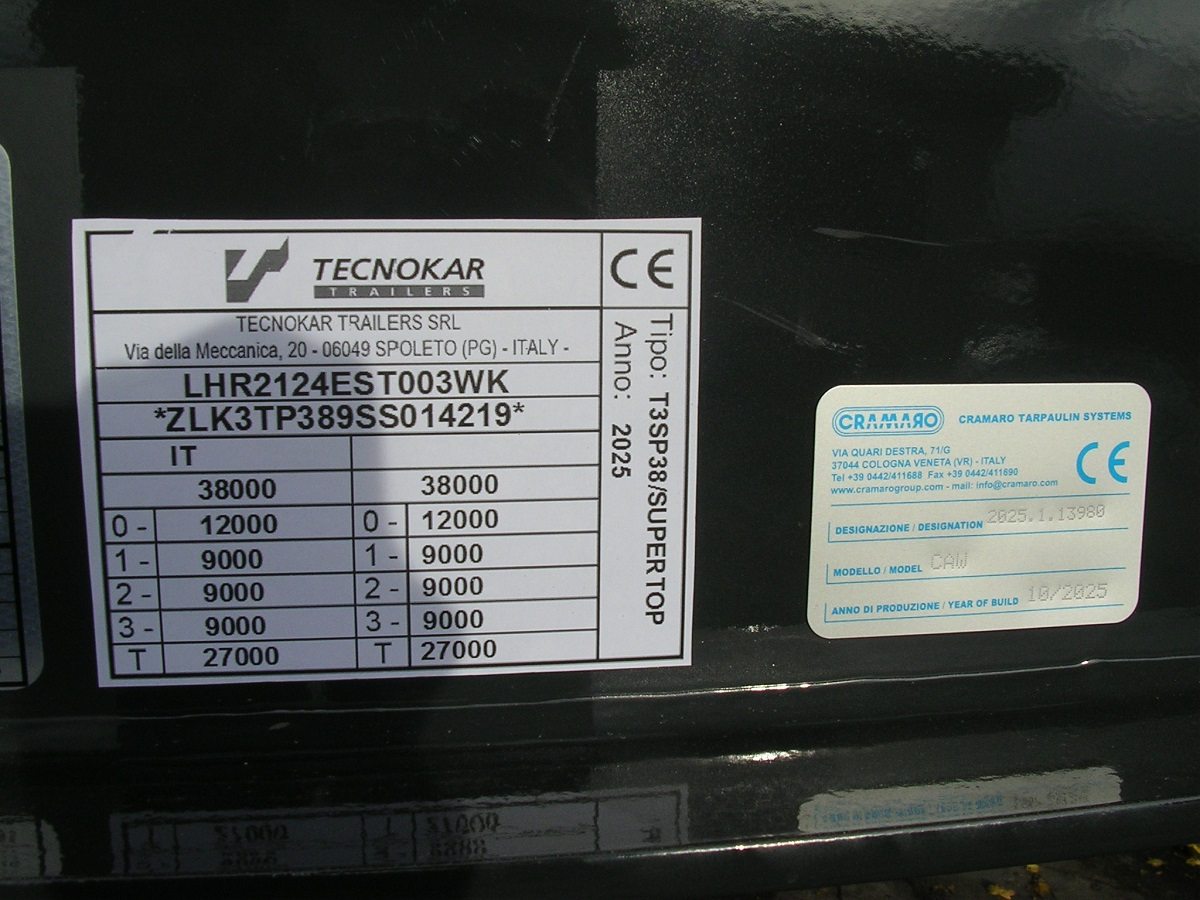 TECNOKAR
TRAILERS
CE
TECNOKAR TRAILERS SRL
Via della Meccanica, 20 - 06049 SPOLETO (PG) - ITALY -
LHR2124EST003WK
*ZLK3TP389SS014219*
IT
38000 38000
0 - 12000 0 - 12000
1 - 9000 1 - 9000
2 - 9000 2 - 9000
3 - 9000 3 - 9000
T 27000 T 27000
Tipo: T3SP38/SUPERTOP
Anno: 2025
CRAMARO CRAMARO TARPAULIN SYSTEMS
VIA QUARI DESTRA, 71/G
37044 COLOGNA VENETA (VR) - ITALY
Tel +39 0442/411688 Fax +39 0442/411690
www.cramarogroup.com - mail: info@cramaro.com
CE
DESIGNAZIONE / DESIGNATION 2025.1.13980
MODELLO / MODEL CAW
ANNO DI PRODUZIONE / YEAR OF BUILD 10/2025